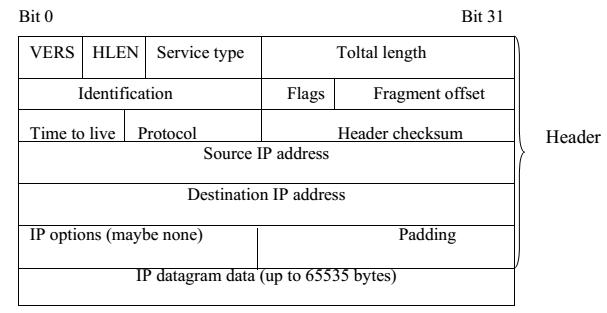 Bit 0 Bit 31
VERS HLEN Service type Toltal length
Identification Flags Fragment offset
Time to live Protocol Header checksum
Header
Source IP address
Destination IP address
IP options (maybe none) Padding
IP datagram data (up to 65535 bytes)